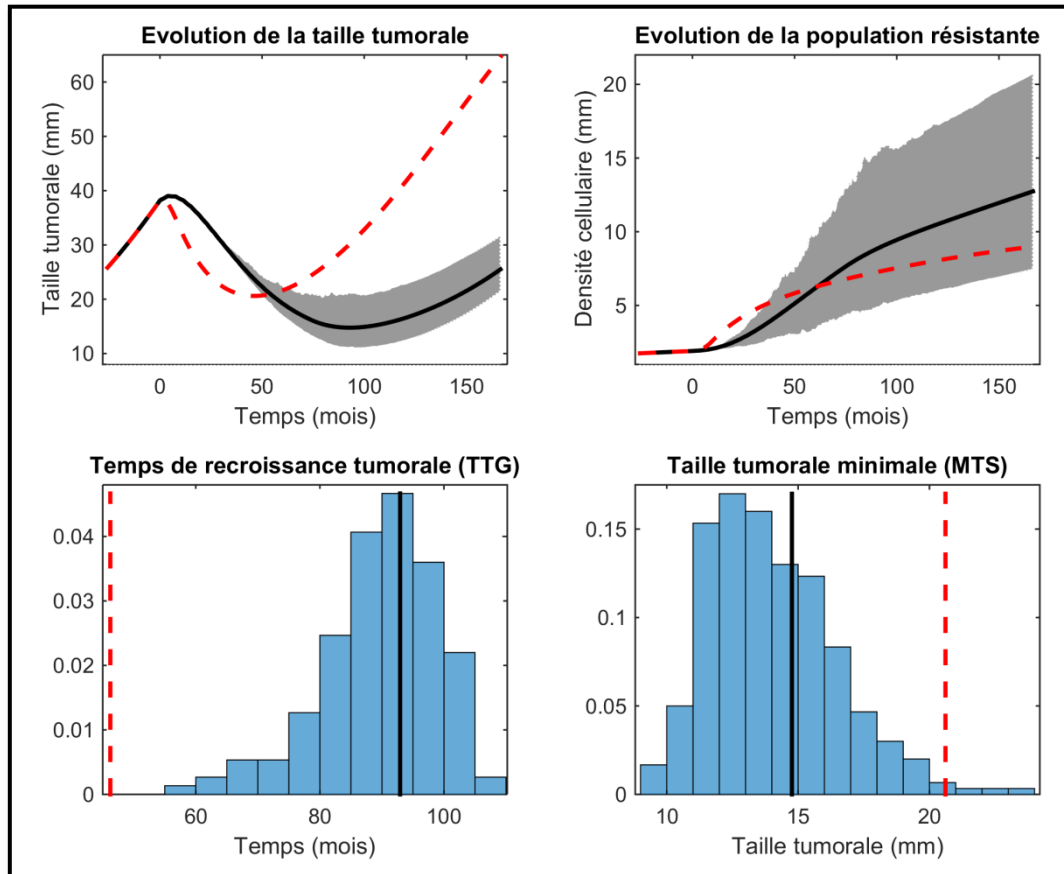 Evolution de la taille tumorale
60
50
40
30
20
10
Taille tumorale (mm)
0 50 100 150
Temps (mois)
Evolution de la population résistante
20
15
10
5
Densité cellulaire (mm)
0 50 100 150
Temps (mois)
Temps de recroissance tumorale (TTG)
0.04
0.03
0.02
0.01
0
60 80 100
Temps (mois)
Taille tumorale minimale (MTS)
0.15
0.1
0.05
0
10 15 20
Taille tumorale (mm)